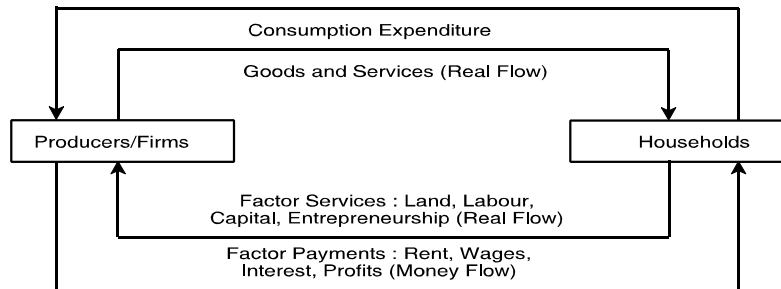 Consumption Expenditure
Goods and Services (Real Flow)
Producers/Firms
Households
Factor Services : Land, Labour,
Capital, Entrepreneurship (Real Flow)
Factor Payments : Rent, Wages,
Interest, Profits (Money Flow)